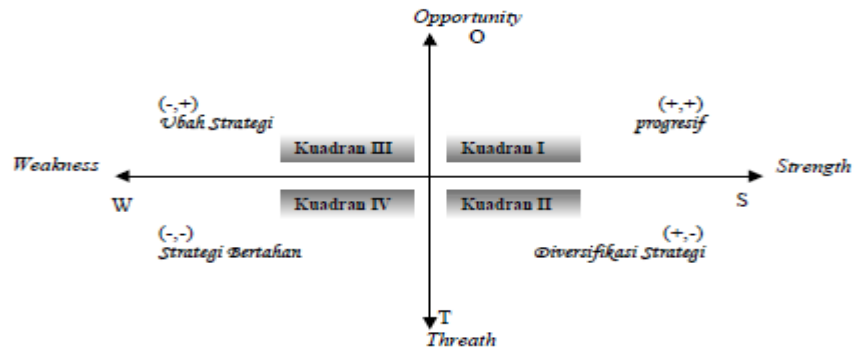 Opportunity
O
(-,+)
Ubah Strategi
(+,+)
progresif
Kuadran III
Kuadran I
Weakness
Strength
W
S
Kuadran IV
Kuadran II
(-,-)
Strategi Bertahan
(+,-)
Diversifikasi Strategi
T
Threath